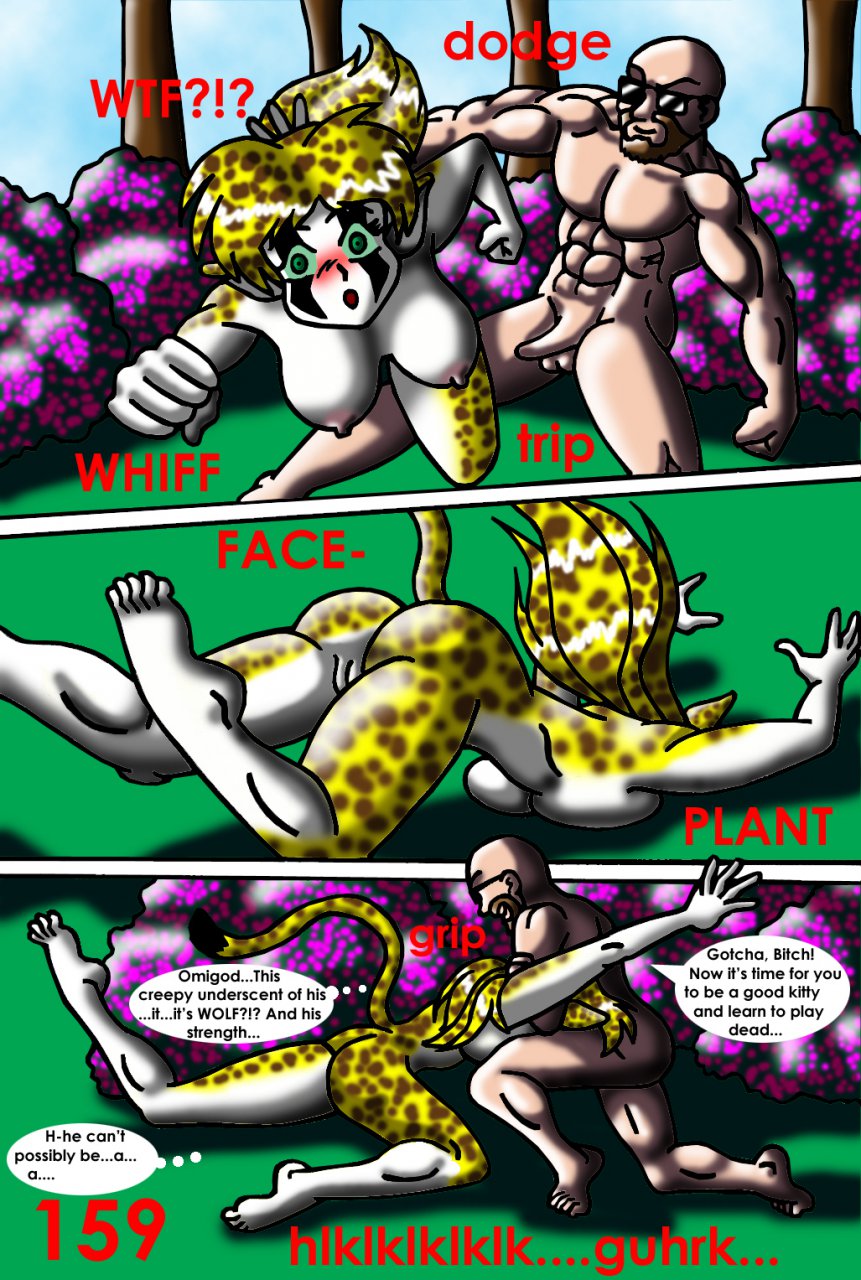 dodge
WTF?!?
WHIFF
trip
FACE-
PLANT
grip
Omigod...This
creepy underscent of his
...it...it's WOLF?!? And his
strength...
Gotcha, Bitch!
Now it's time for you
to be a good kitty
and learn to play
dead...
H-he can't
possibly be...a...
a....
159
hlklklklklk....guhrk...